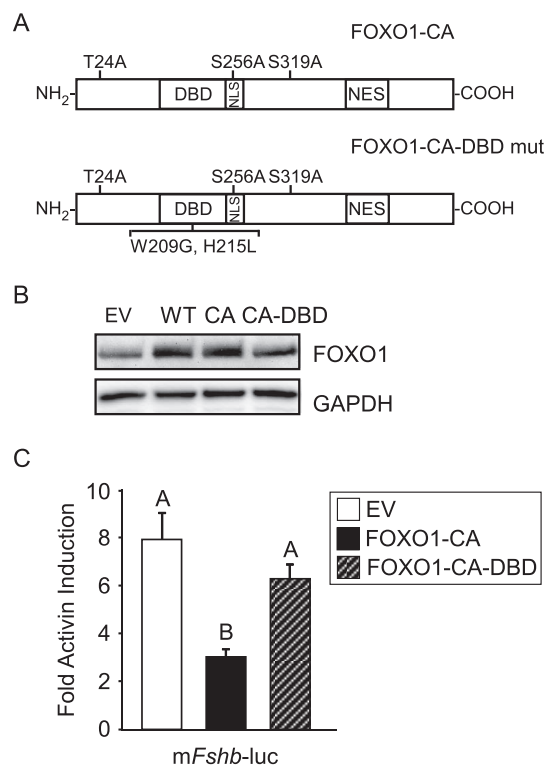 A
FOXO1-CA
T24A S256A S319A
NH2- DBD NLS NES -COOH
FOXO1-CA-DBD mut
T24A S256A S319A
NH2- DBD NLS NES -COOH
W209G, H215L
B
EV WT CA CA-DBD
FOXO1
GAPDH
C
Fold Activin Induction
10
8
6
4
2
0
A
B
A
mFshb-luc
EV
FOXO1-CA
FOXO1-CA-DBD